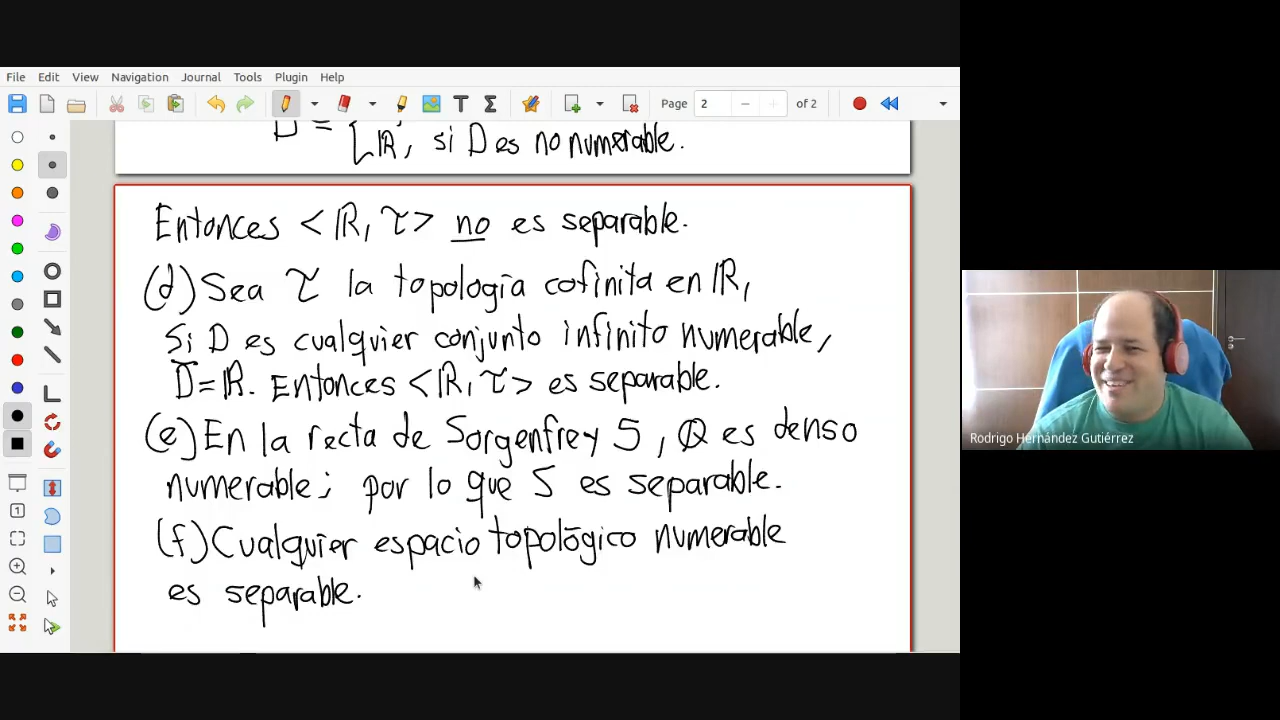 File Edit View Navigation Journal Tools Plugin Help
Page 2 of 2
D̅ = [ℝ, si D es no numerable.
Entonces <ℝ, τ> no es separable.
(d) Sea τ la topología cofinita en ℝ,
Si D es cualquier conjunto infinito numerable,
D̅=ℝ. Entonces <ℝ, τ> es separable.
(e) En la recta de Sorgenfrey S, ℚ es denso
numerable; por lo que S es separable.
(f) Cualquier espacio topológico numerable
es separable.
Rodrigo Hernández Gutiérrez